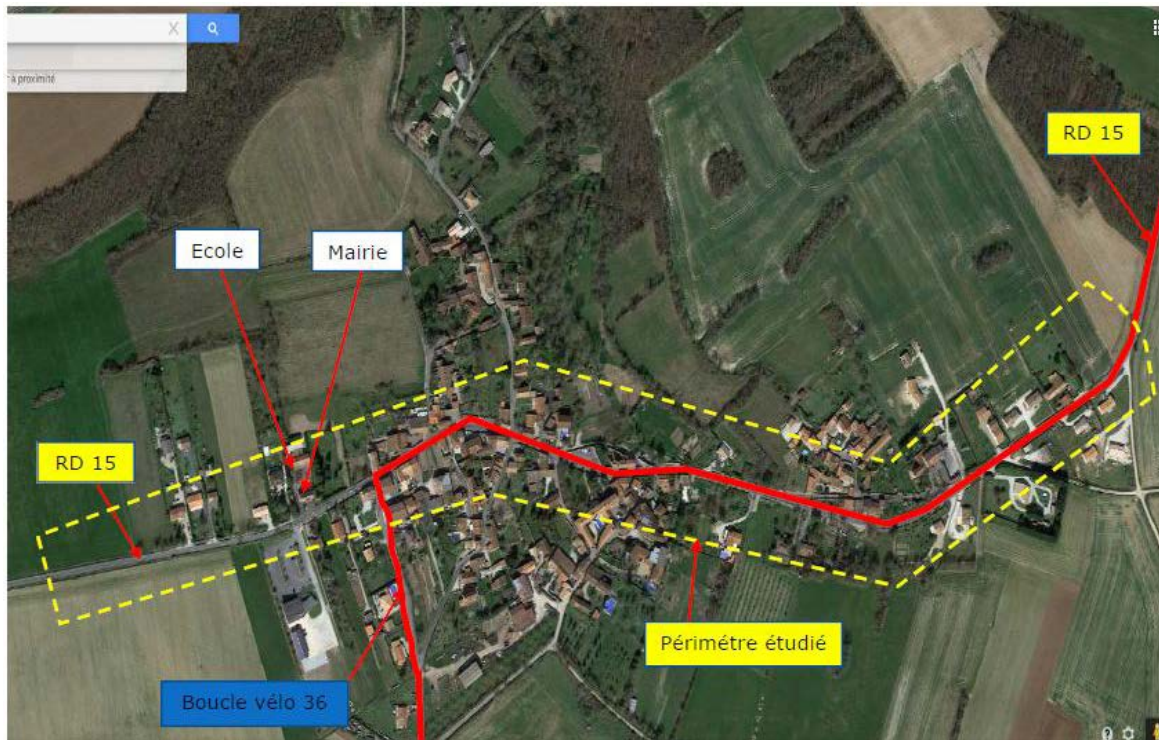 X
r à proximité
RD 15
Ecole
Mairie
RD 15
Périmétre étudié
Boucle vélo 36
?